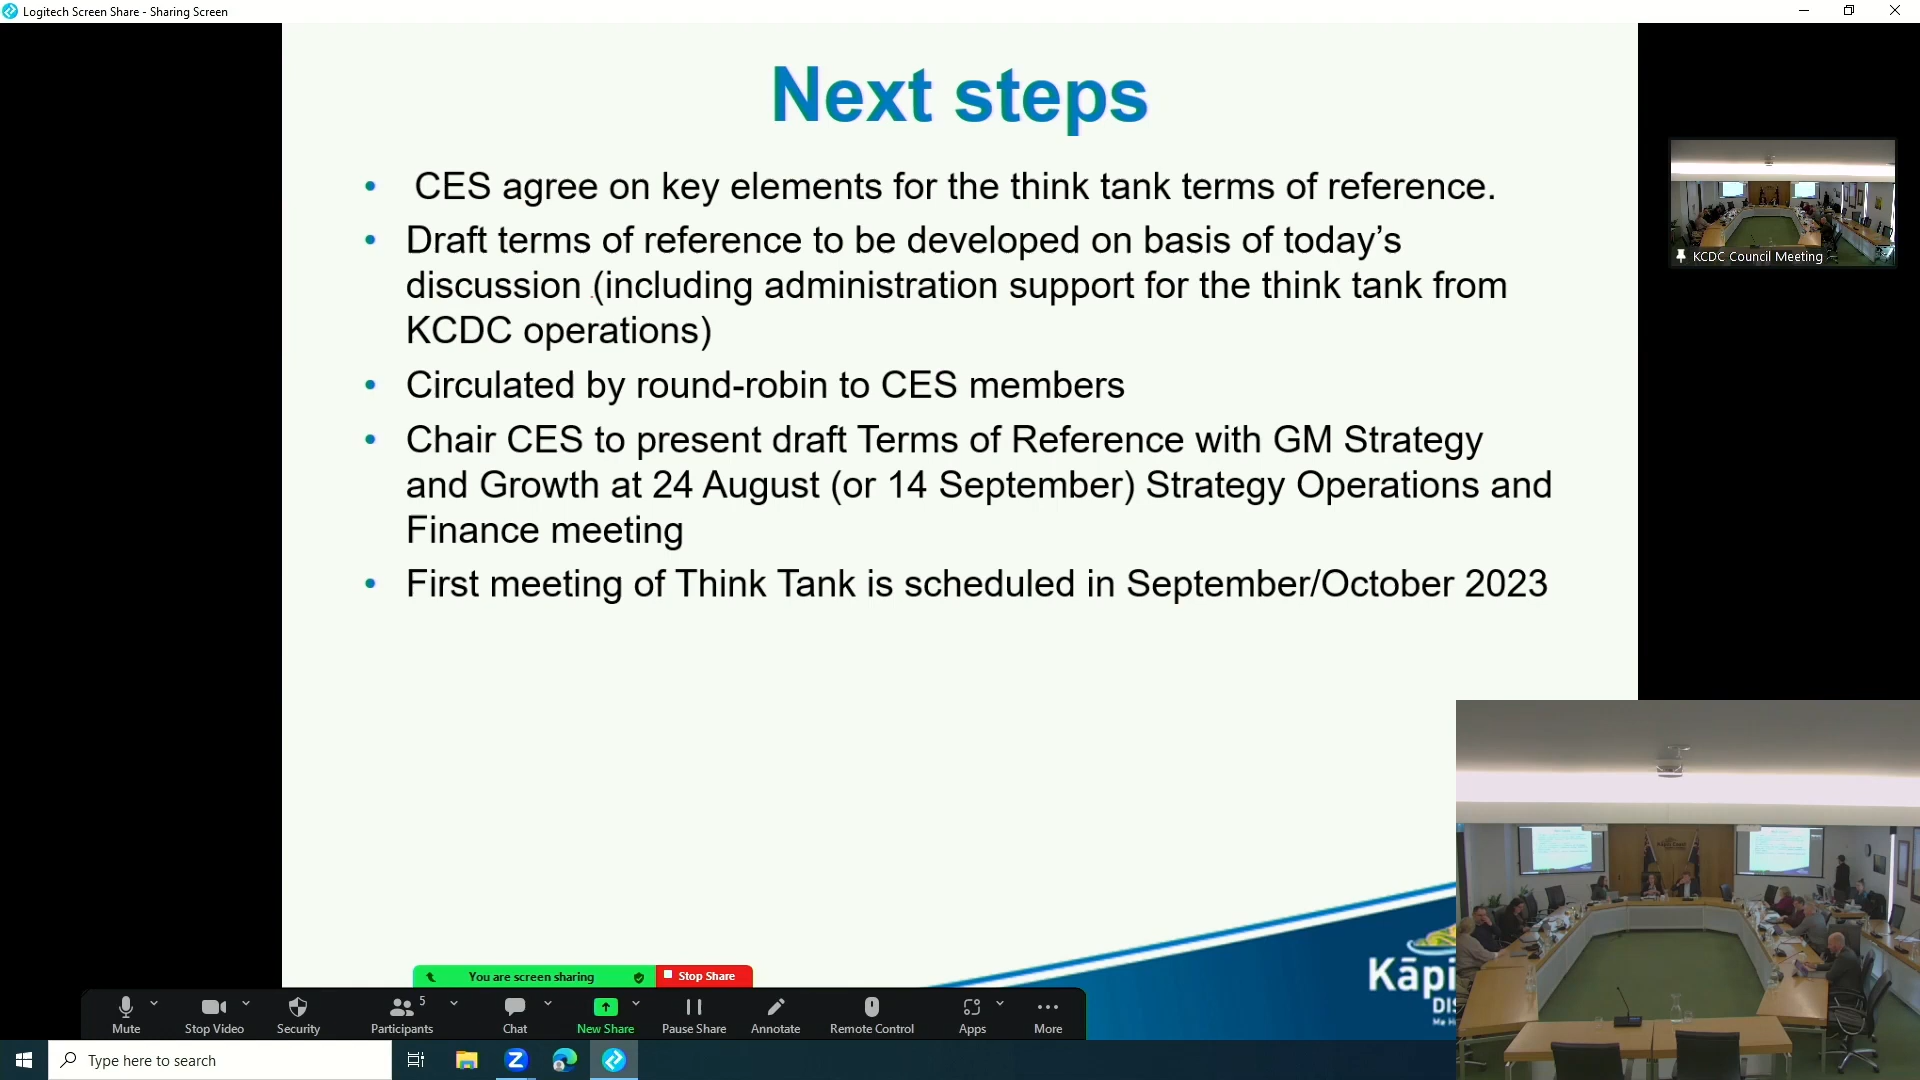 Logitech Screen Share - Sharing Screen
Next steps
• CES agree on key elements for the think tank terms of reference.
• Draft terms of reference to be developed on basis of today’s
discussion (including administration support for the think tank from
KCDC operations)
• Circulated by round-robin to CES members
• Chair CES to present draft Terms of Reference with GM Strategy
and Growth at 24 August (or 14 September) Strategy Operations and
Finance meeting
• First meeting of Think Tank is scheduled in September/October 2023
KCDC Council Meeting
You are screen sharing
Stop Share
Mute
Stop Video
Security
5
Participants
Chat
New Share
Pause Share
Annotate
Remote Control
Apps
More
Type here to search